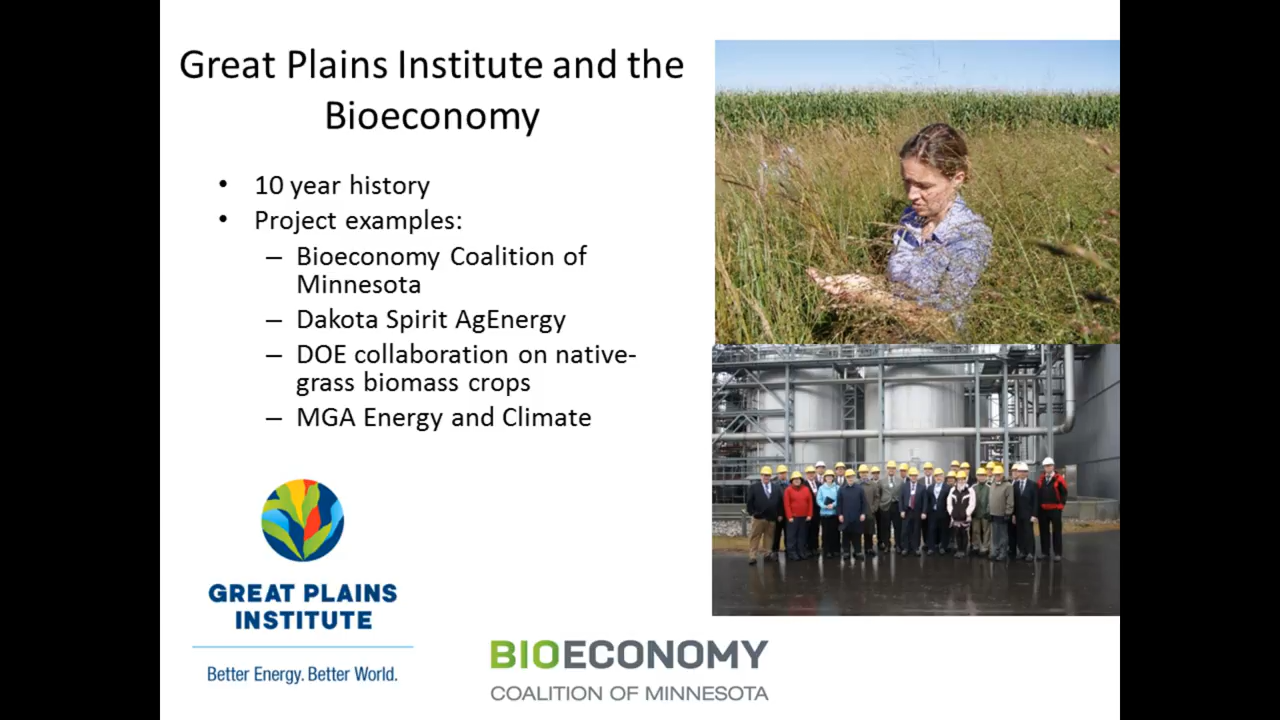 Great Plains Institute and the
Bioeconomy
• 10 year history
• Project examples:
– Bioeconomy Coalition of
Minnesota
– Dakota Spirit AgEnergy
– DOE collaboration on native-
grass biomass crops
– MGA Energy and Climate
GREAT PLAINS
INSTITUTE
Better Energy. Better World.
BIOECONOMY
COALITION OF MINNESOTA